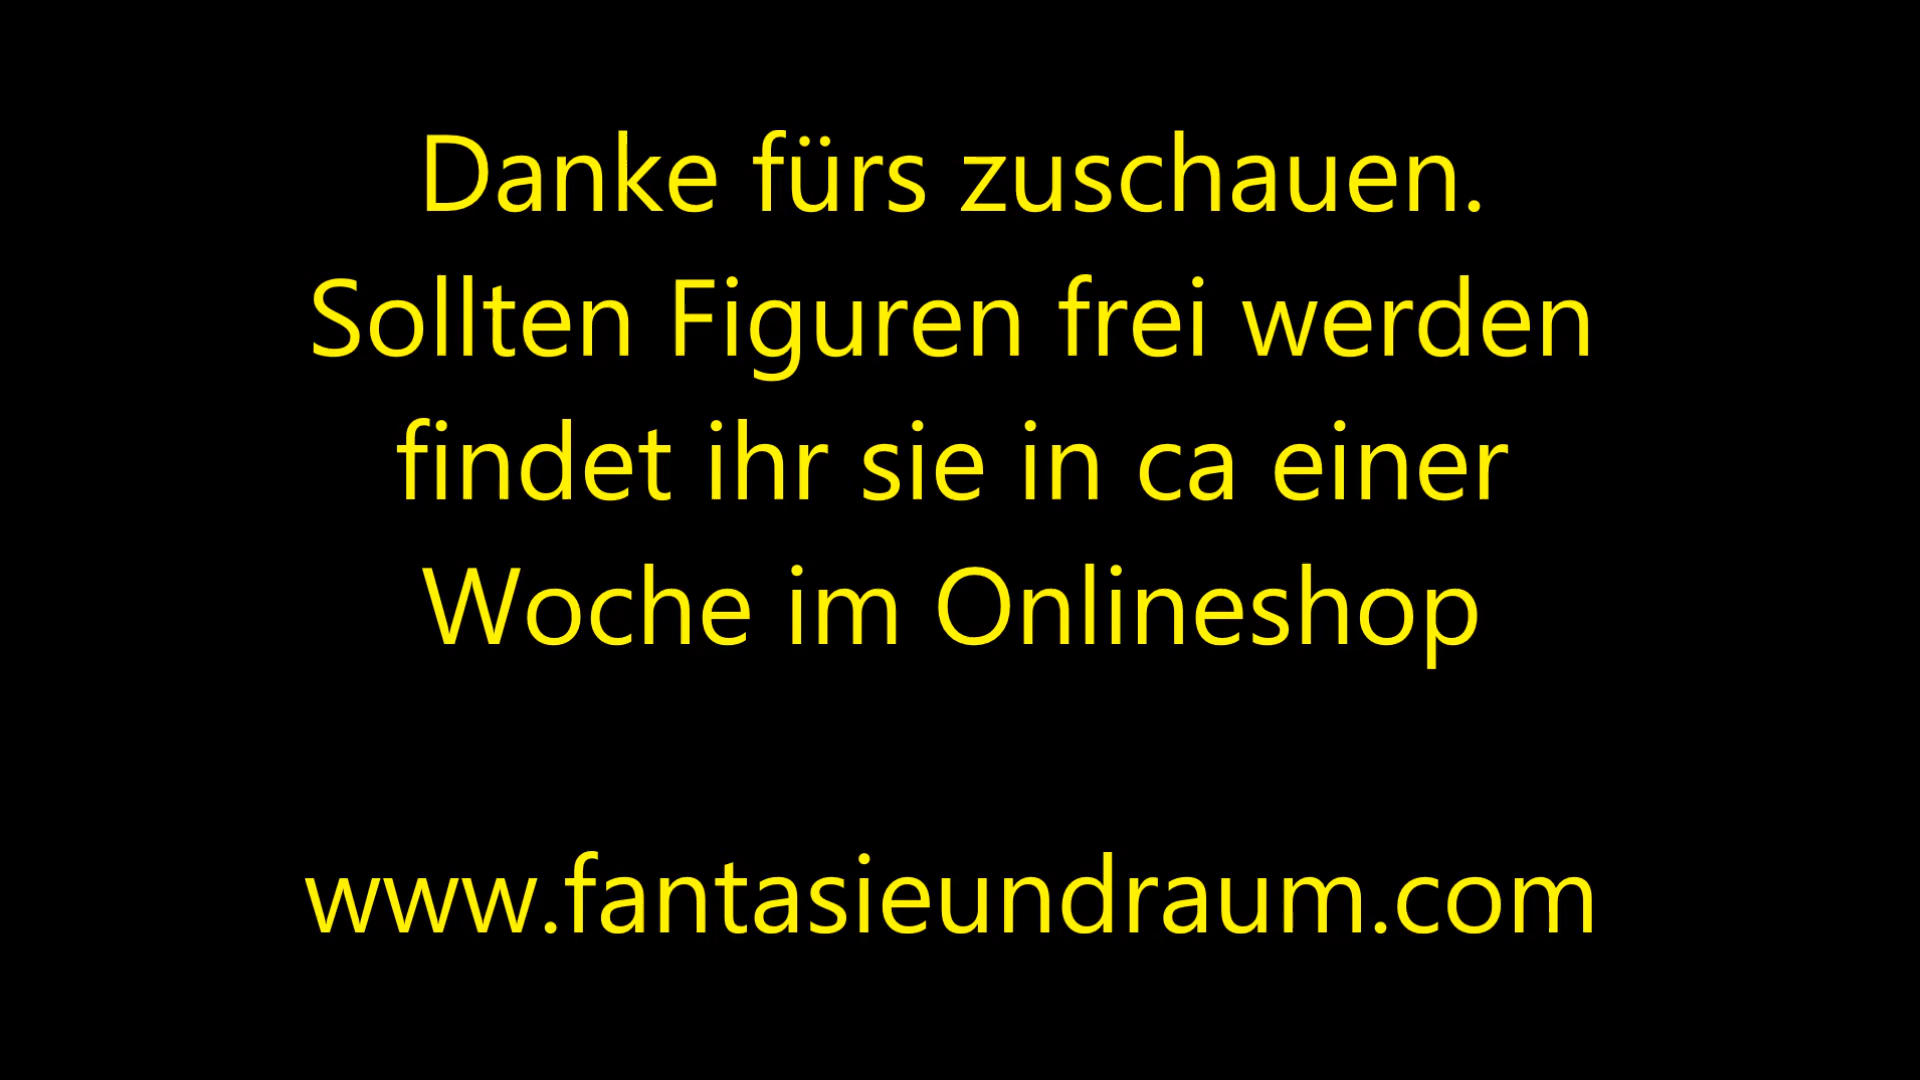 Danke fürs zuschauen.
Sollten Figuren frei werden
findet ihr sie in ca einer
Woche im Onlineshop
www.fantasieundraum.com